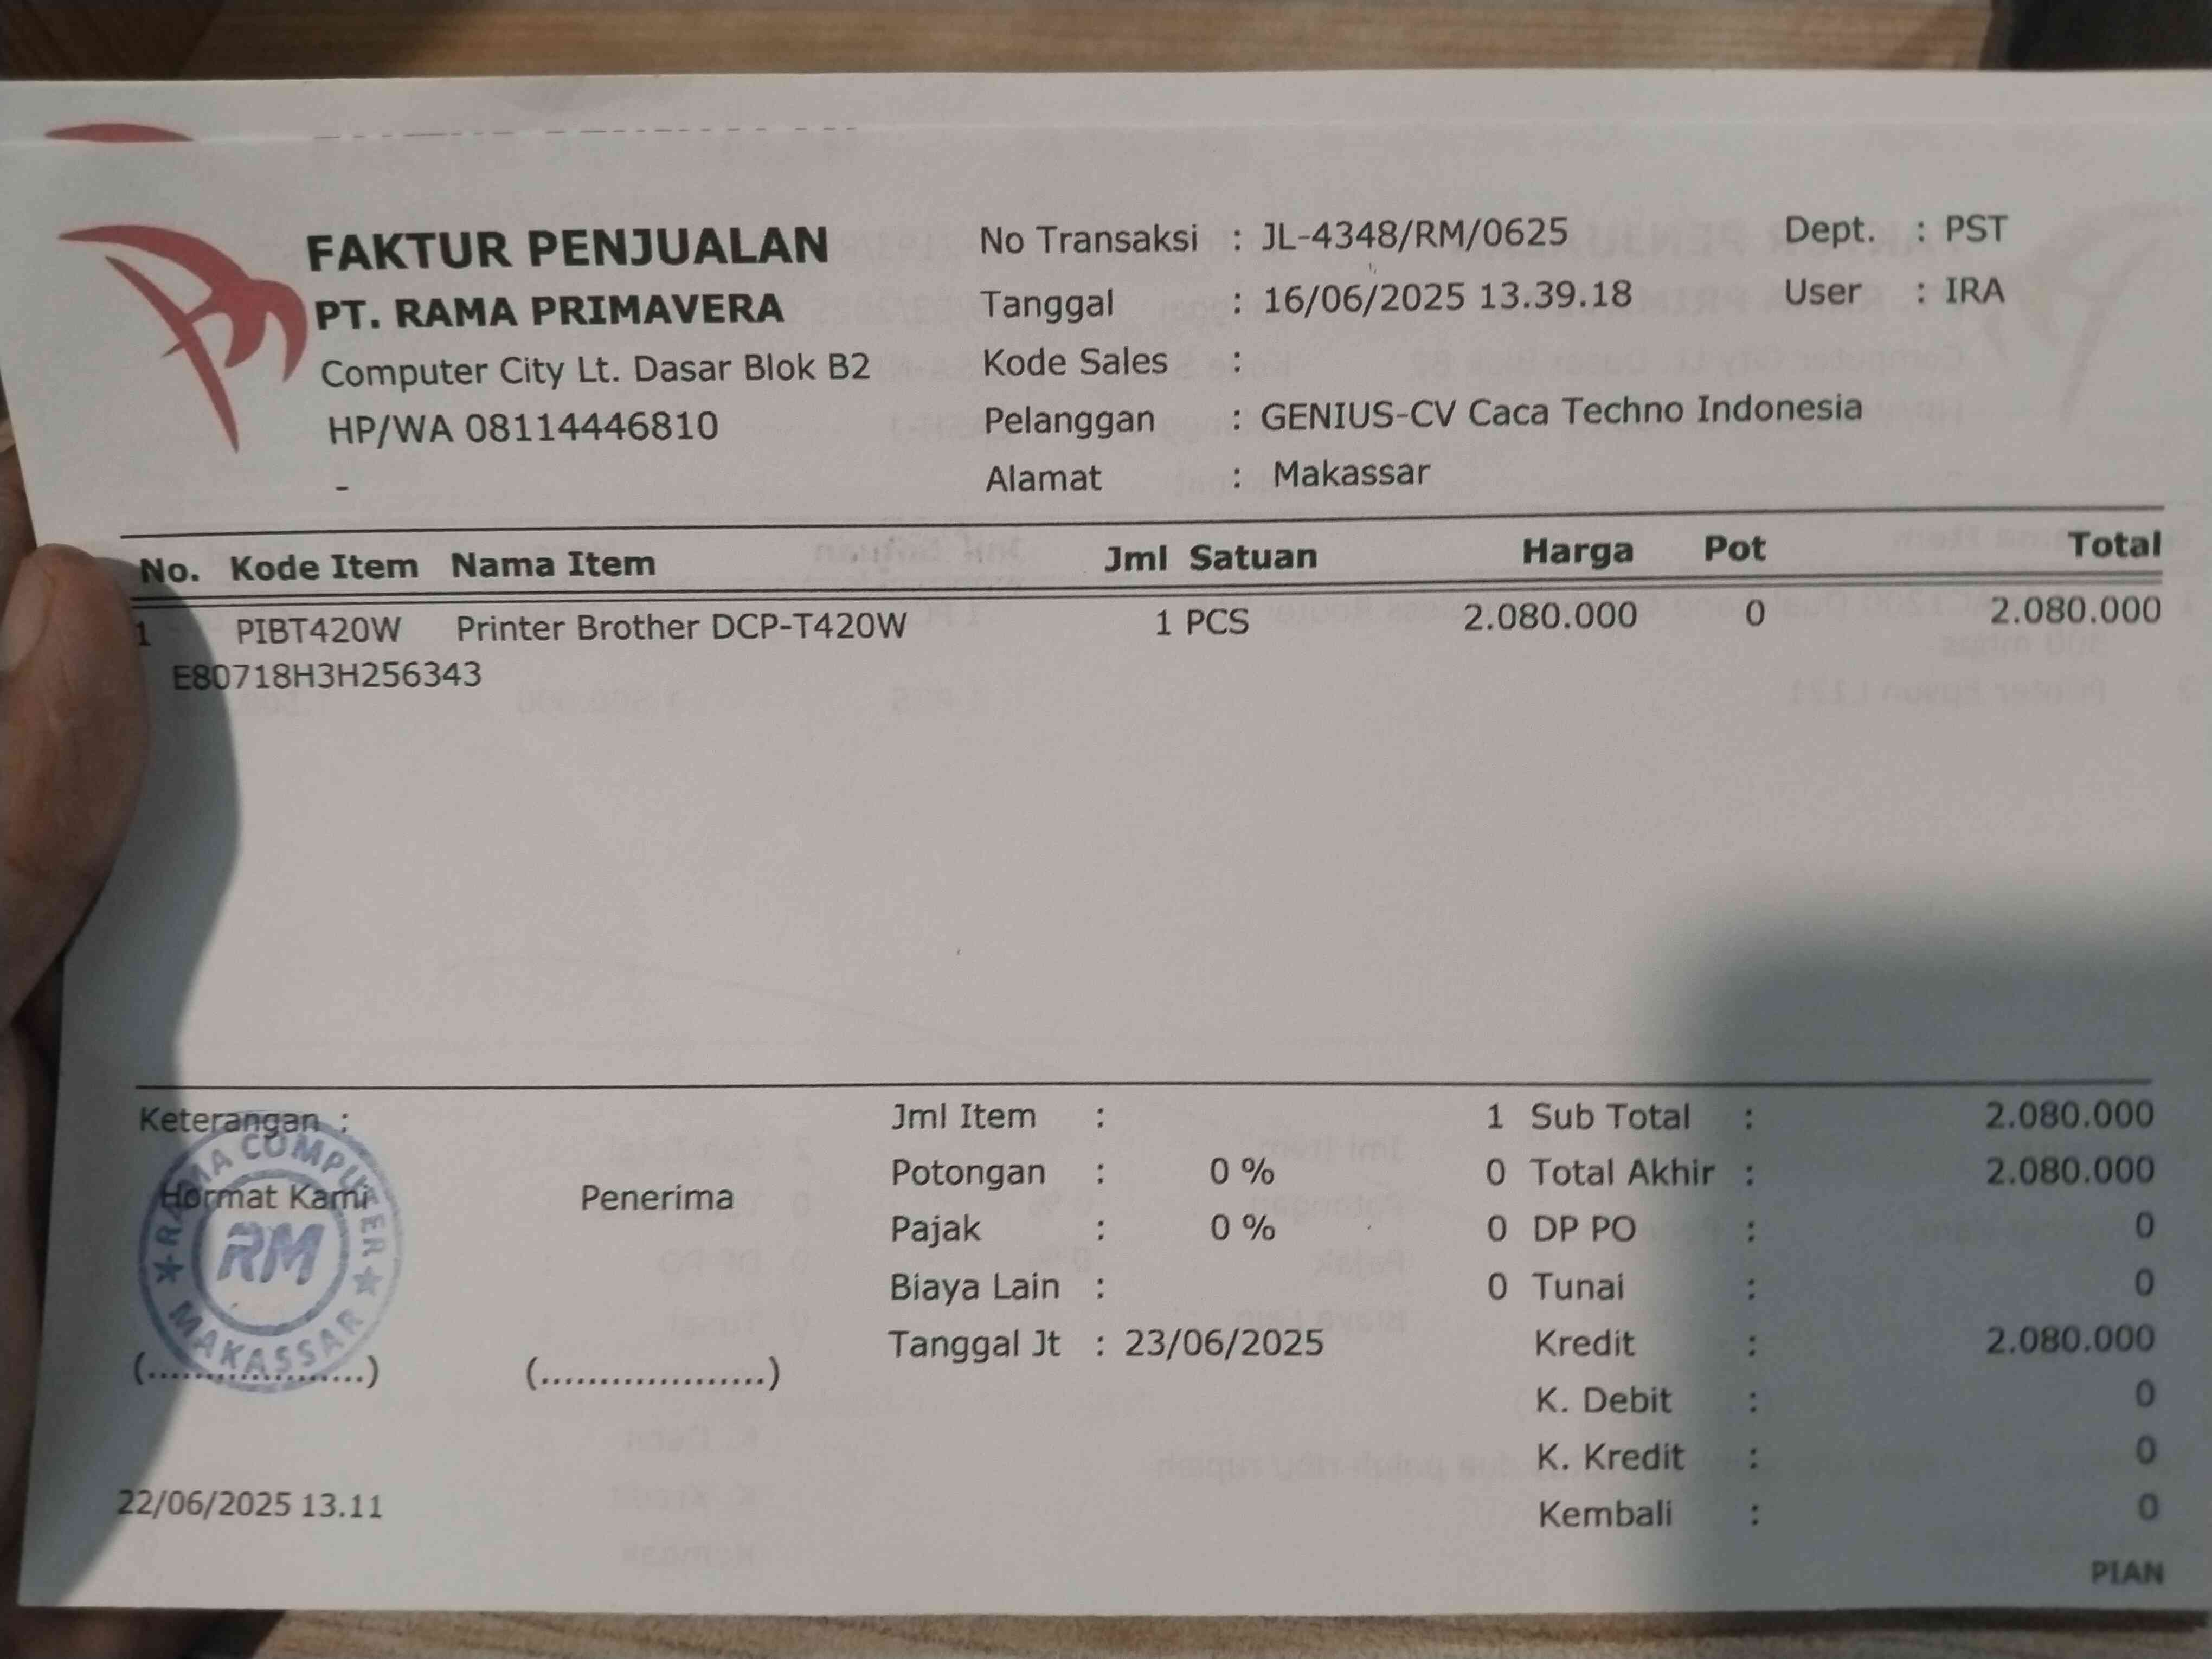 FAKTUR PENJUALAN
PT. RAMA PRIMAVERA
Computer City Lt. Dasar Blok B2
HP/WA 08114446810
-
No Transaksi : JL-4348/RM/0625
Tanggal : 16/06/2025 13.39.18
Kode Sales :
Pelanggan : GENIUS-CV Caca Techno Indonesia
Alamat : Makassar
Dept. : PST
User : IRA
No. Kode Item Nama Item Jml Satuan Harga Pot Total
1 PIBT420W Printer Brother DCP-T420W 1 PCS 2.080.000 0 2.080.000
E80718H3H256343
Keterangan :
Hormat Kami
Penerima
RAMA COMPUTER
RM
MAKASSAR
(...................) (...................)
22/06/2025 13.11
Jml Item : 1
Potongan : 0 % 0
Pajak : 0 % 0
Biaya Lain : 0
Tanggal Jt : 23/06/2025
Sub Total : 2.080.000
Total Akhir : 2.080.000
DP PO : 0
Tunai : 0
Kredit : 2.080.000
K. Debit : 0
K. Kredit : 0
Kembali : 0
PIAN